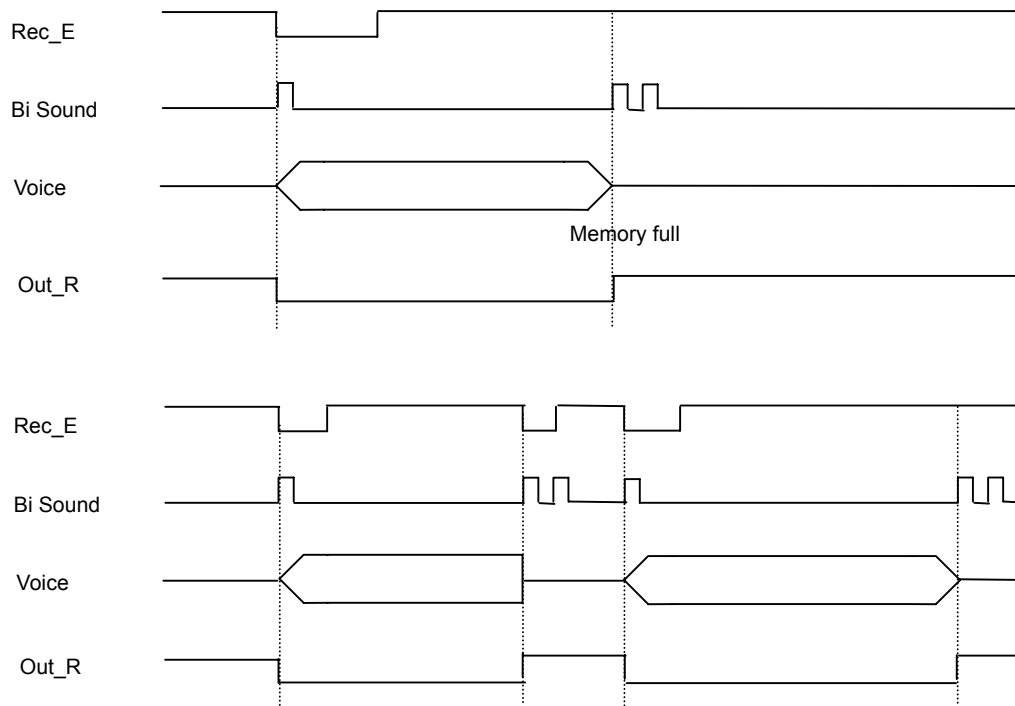 Rec_E
Bi Sound
Voice
Memory full
Out_R
Rec_E
Bi Sound
Voice
Out_R